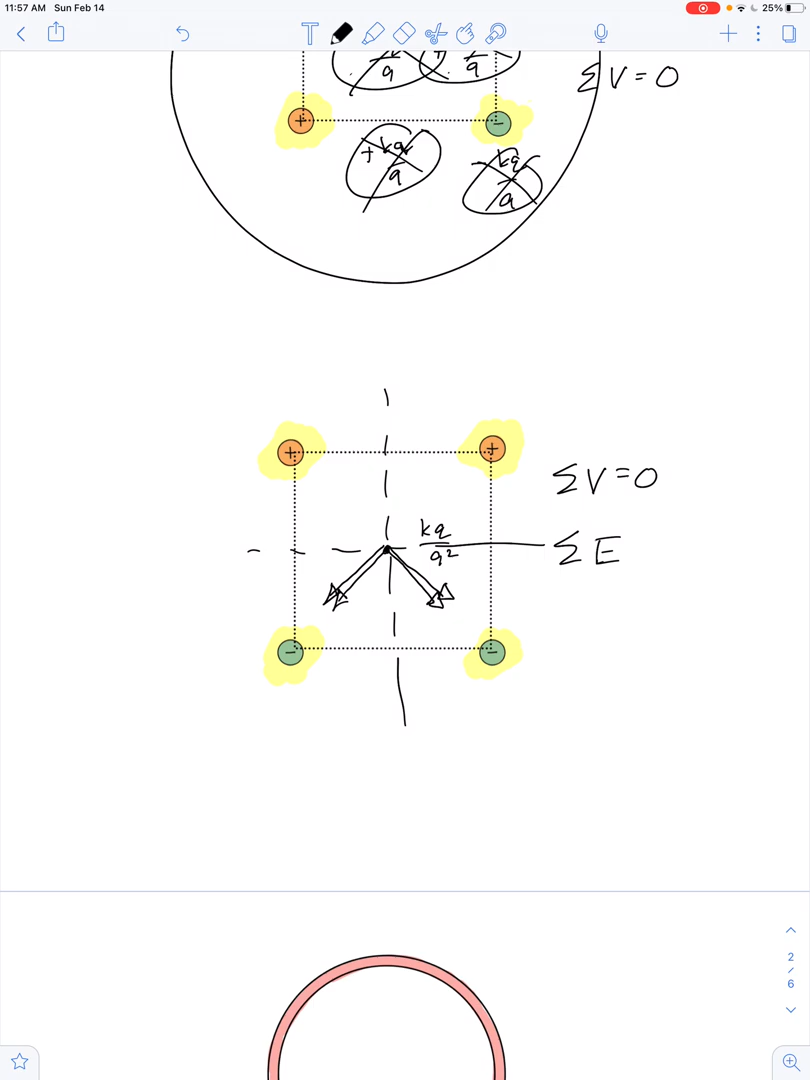 11:57 AM Sun Feb 14
25%
T
a
a
ΣV=0
+
-
+kq
a
-kq
a
+
+
ΣV=0
kq
a²
ΣE
-
-
2
/
6